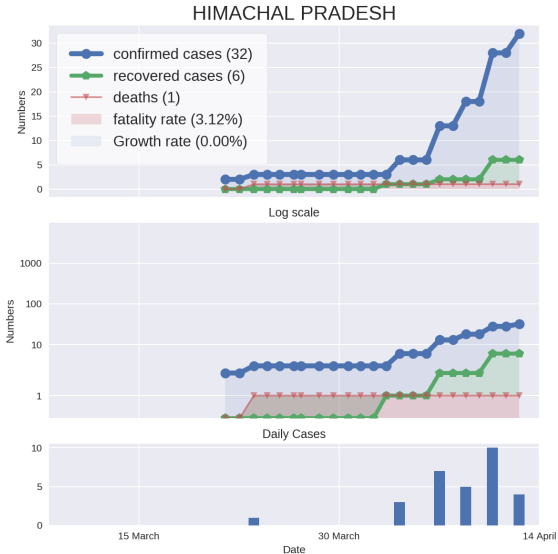 HIMACHAL PRADESH
confirmed cases (32)
recovered cases (6)
deaths (1)
fatality rate (3.12%)
Growth rate (0.00%)
Numbers
30
25
20
15
10
5
0
Log scale
Numbers
1000
100
10
1
Daily Cases
10
5
0
15 March
30 March
14 April
Date